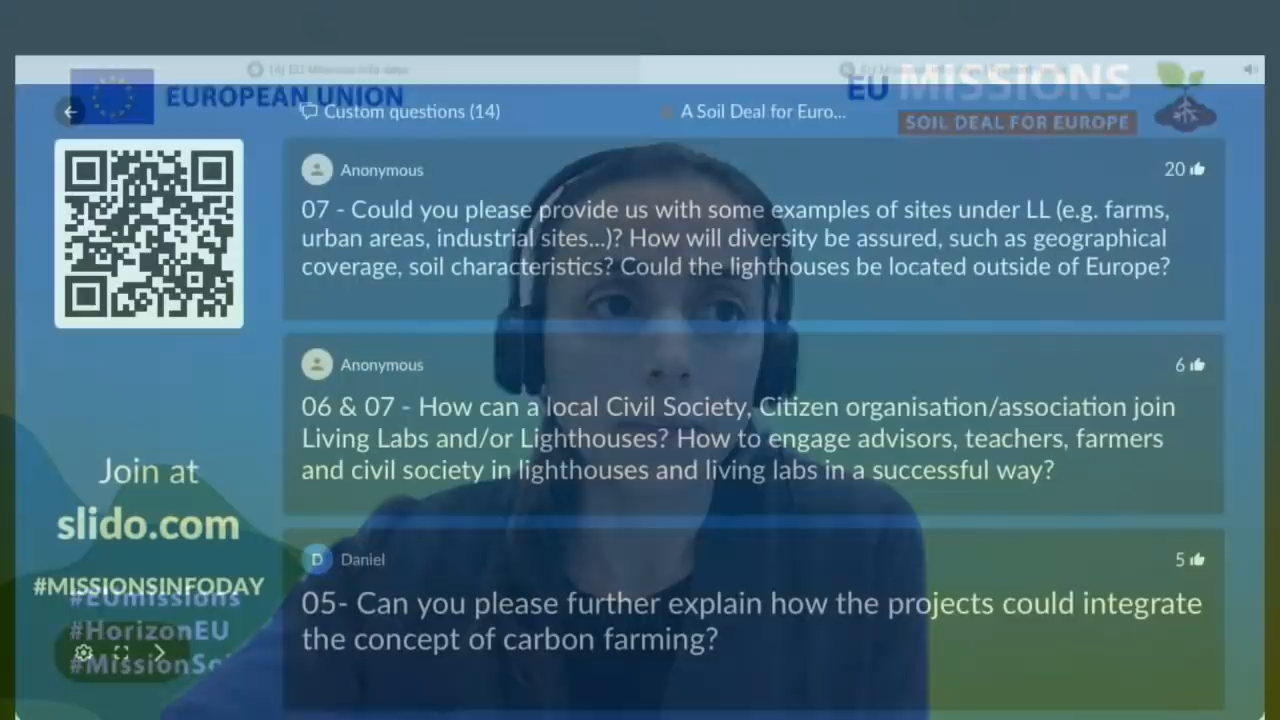 (4) EU Missions info days
EUROPEAN UNION
EU MISSIONS
SOIL DEAL FOR EUROPE
Custom questions (14)
A Soil Deal for Euro...
Anonymous
20
07 - Could you please provide us with some examples of sites under LL (e.g. farms,
urban areas, industrial sites...)? How will diversity be assured, such as geographical
coverage, soil characteristics? Could the lighthouses be located outside of Europe?
Anonymous
6
06 & 07 - How can a local Civil Society, Citizen organisation/association join
Living Labs and/or Lighthouses? How to engage advisors, teachers, farmers
and civil society in lighthouses and living labs in a successful way?
D Daniel
5
05- Can you please further explain how the projects could integrate
the concept of carbon farming?
Join at
slido.com
#MISSIONSINFODAY
#EUmissions
#HorizonEU
#MissionSoi